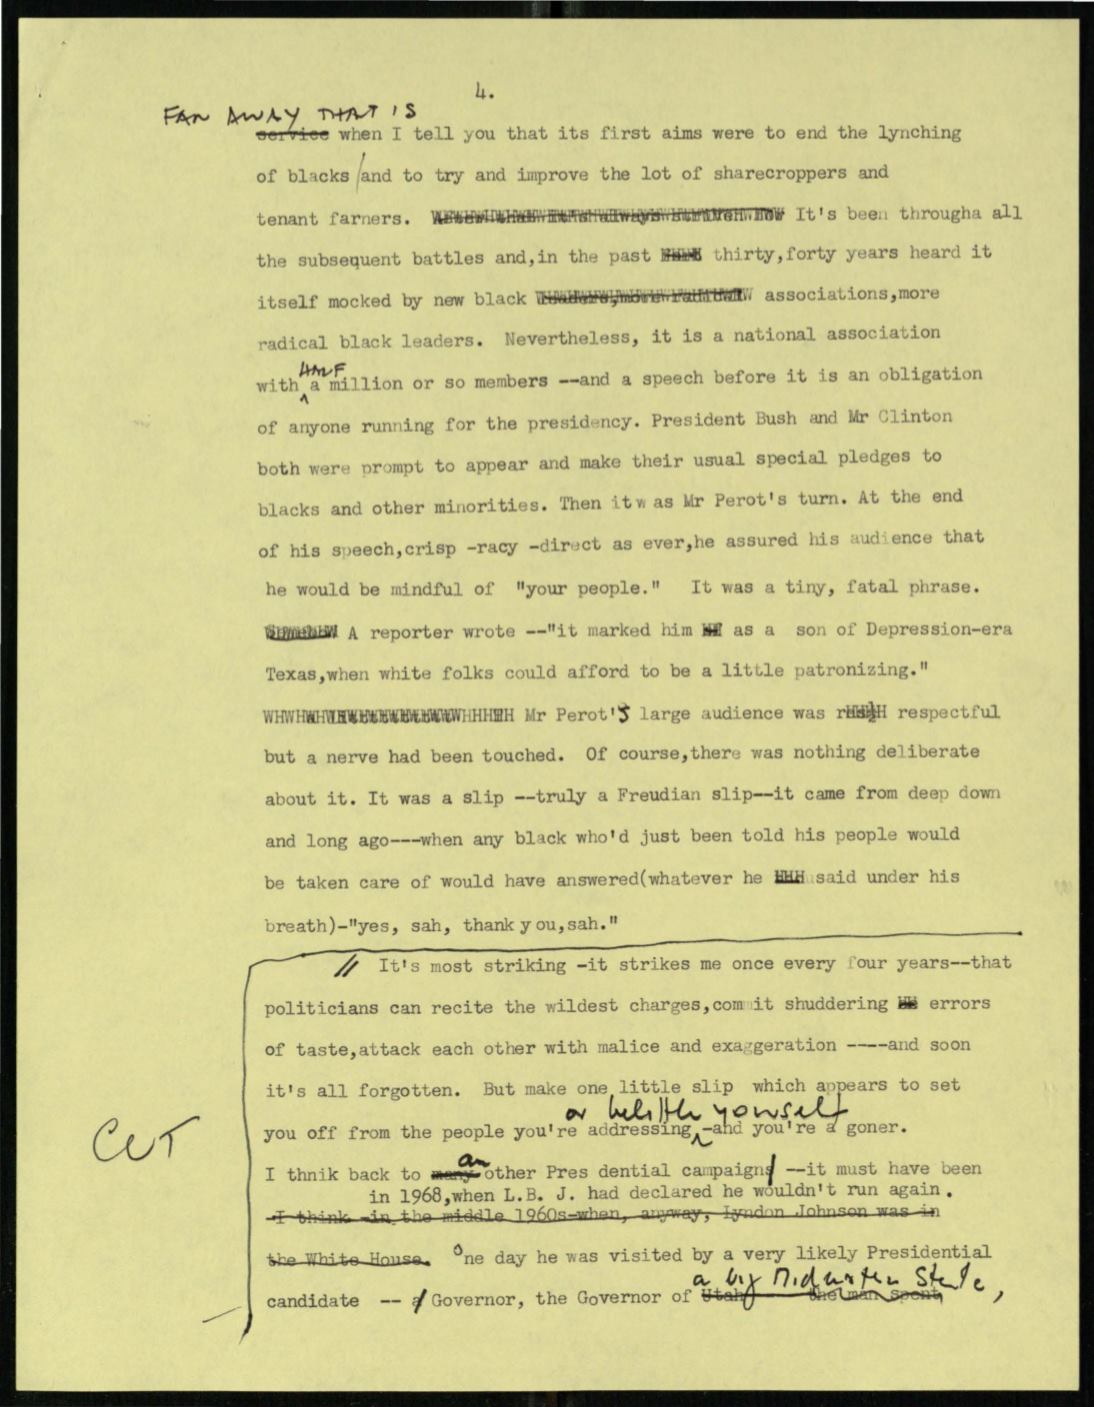 4.
FAR AWAY THAT IS
service when I tell you that its first aims were to end the lynching
of blacks/and to try and improve the lot of sharecroppers and
tenant farners. It's been througha all
the subsequent battles and,in the past thirty,forty years heard it
itself mocked by new black associations,more
radical black leaders. Nevertheless, it is a national association
HALF
with a million or so members --and a speech before it is an obligation
of anyone running for the presidency. President Bush and Mr Clinton
both were prompt to appear and make their usual special pledges to
blacks and other minorities. Then itw as Mr Perot's turn. At the end
of his speech,crisp -racy -direct as ever,he assured his audience that
he would be mindful of "your people." It was a tiny, fatal phrase.
A reporter wrote --"it marked him as a son of Depression-era
Texas,when white folks could afford to be a little patronizing."
Mr Perot's large audience was respectful
but a nerve had been touched. Of course,there was nothing deliberate
about it. It was a slip --truly a Freudian slip--it came from deep down
and long ago---when any black who'd just been told his people would
be taken care of would have answered(whatever he said under his
breath)-"yes, sah, thank you,sah."
// It's most striking -it strikes me once every four years--that
politicians can recite the wildest charges,commit shuddering errors
of taste,attack each other with malice and exaggeration ----and soon
it's all forgotten. But make one little slip which appears to set
or belittle yourself
you off from the people you're addressing -and you're a goner.
CUT
an
I thnik back to many other Pres dential campaigns --it must have been
in 1968,when L.B. J. had declared he wouldn't run again.
-I think -in the middle 1960s-when, anyway, Lyndon Johnson was in
the White House. One day he was visited by a very likely Presidential
a big Midwestern State,
candidate -- a Governor, the Governor of Utah the man spent